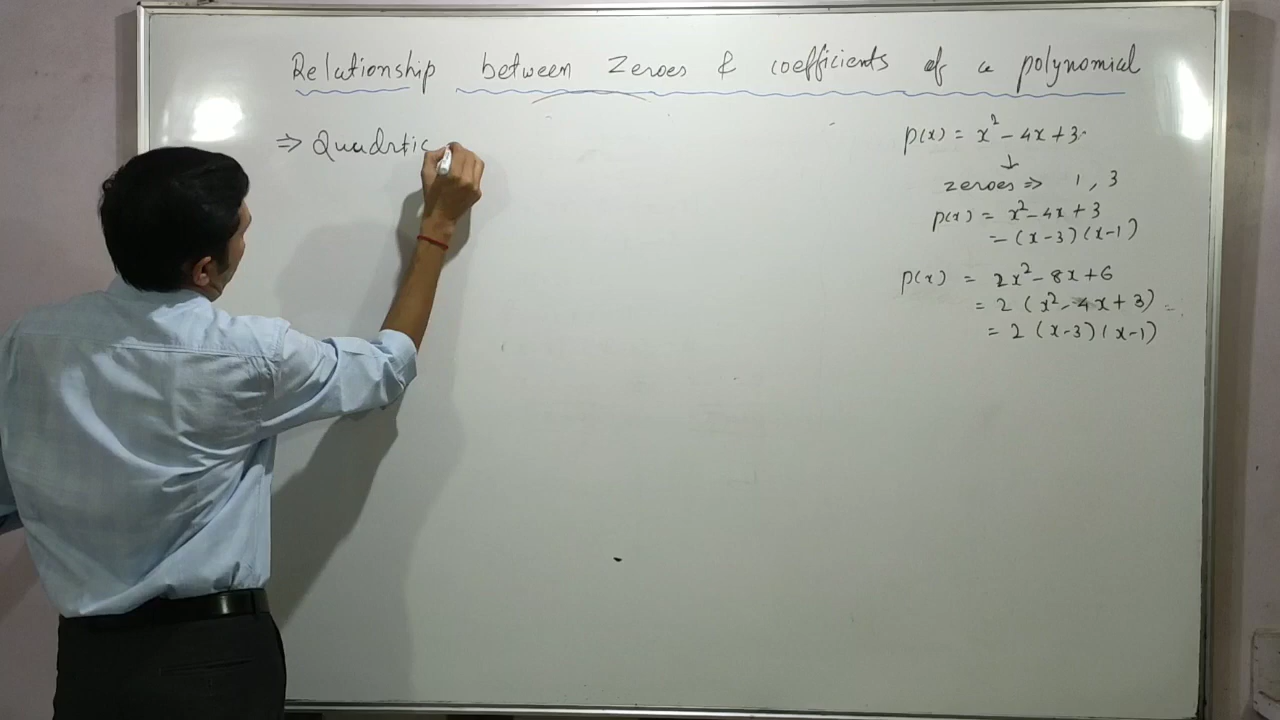 Relationship between Zeroes & coefficients of a polynomial
⇒ Quadrtic
p(x) = x² - 4x + 3
↓
zeroes ⇒ 1, 3
p(x) = x² - 4x + 3
= (x-3)(x-1)
p(x) = 2x² - 8x + 6
= 2 (x² - 4x + 3) =
= 2 (x-3)(x-1)